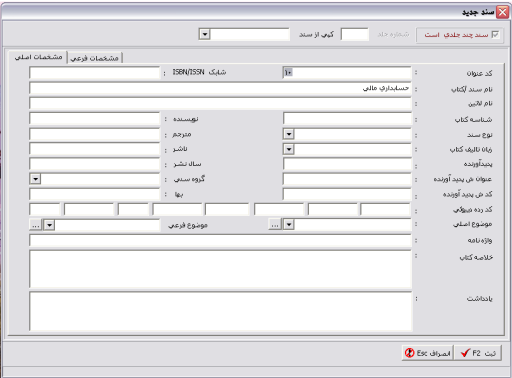 سند جدید
سند چند جلدی است شماره جلد کپی از سند
مشخصات اصلی مشخصات فرعی
کد عنوان : ۱۰ شابک ISBN/ISSN :
نام سند /کتاب : حسابداري مالي
نام لاتین :
شناسه کتاب : نویسنده :
نوع سند : مترجم :
زبان تالیف کتاب : ناشر :
پدیدآورنده : سال نشر :
عنوان ش پدید آورنده : گروه سنی :
کد ش پدید آورنده : بها :
کد رده دیوئی :
موضوع اصلی : ... موضوع فرعی ...
واژه نامه :
خلاصه کتاب :
یادداشت :
ثبت F2 انصراف Esc